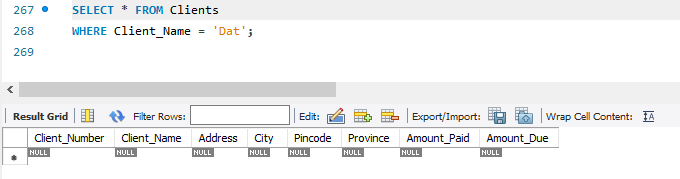 267 SELECT * FROM Clients
268 WHERE Client_Name = 'Dat';
269
Result Grid Filter Rows: Edit: Export/Import: Wrap Cell Content:
Client_Number Client_Name Address City Pincode Province Amount_Paid Amount_Due
NULL NULL NULL NULL NULL NULL NULL NULL